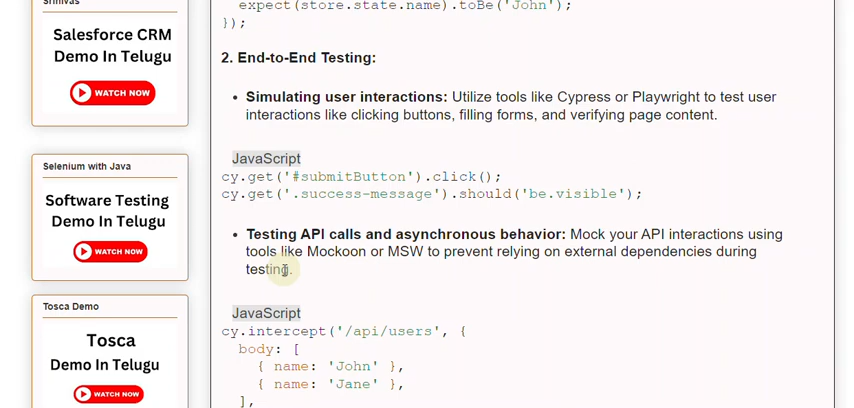 Srinivas
Salesforce CRM
Demo In Telugu
WATCH NOW
Selenium with Java
Software Testing
Demo In Telugu
WATCH NOW
Tosca Demo
Tosca
Demo In Telugu
WATCH NOW
expect(store.state.name).toBe('John');
});
2. End-to-End Testing:
• Simulating user interactions: Utilize tools like Cypress or Playwright to test user
interactions like clicking buttons, filling forms, and verifying page content.
JavaScript
cy.get('#submitButton').click();
cy.get('.success-message').should('be.visible');
• Testing API calls and asynchronous behavior: Mock your API interactions using
tools like Mockoon or MSW to prevent relying on external dependencies during
testing.
JavaScript
cy.intercept('/api/users', {
body: [
{ name: 'John' },
{ name: 'Jane' },
],